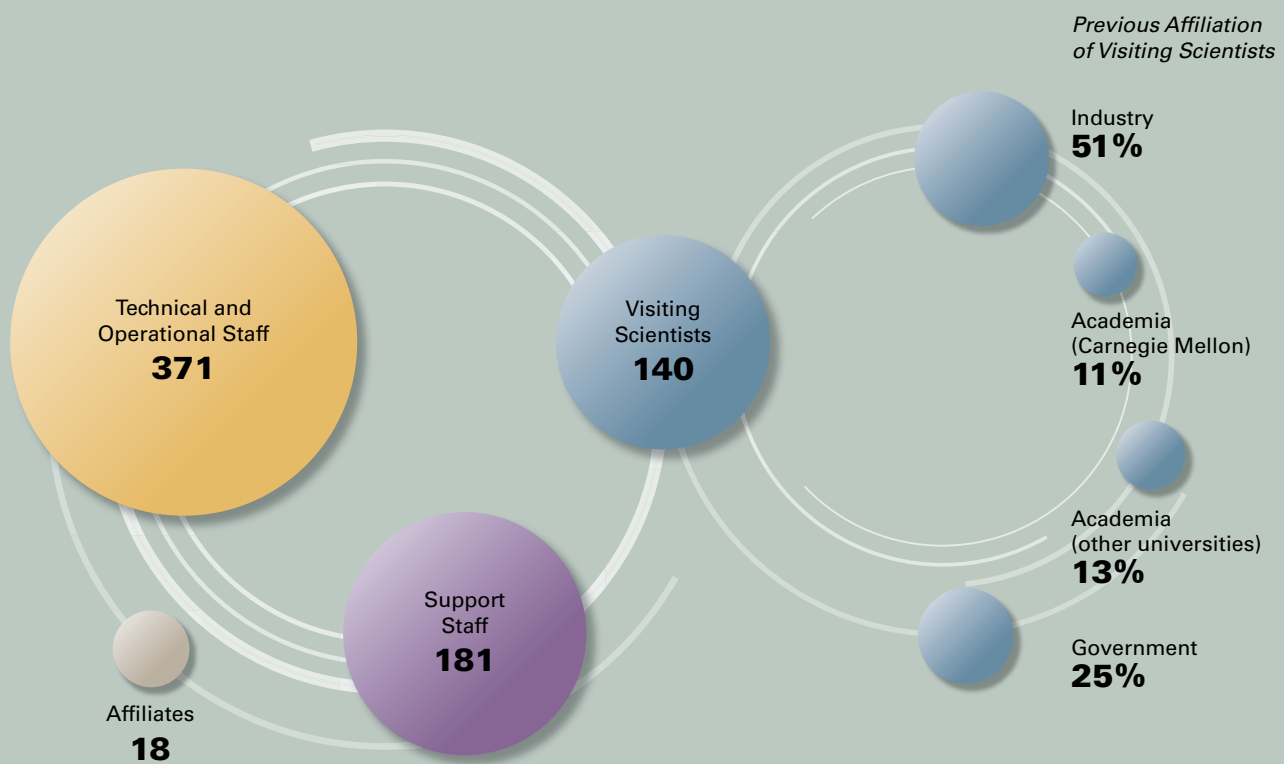 Previous Affiliation
of Visiting Scientists
Industry
51%
Academia
(Carnegie Mellon)
11%
Academia
(other universities)
13%
Government
25%
Technical and
Operational Staff
371
Visiting
Scientists
140
Support
Staff
181
Affiliates
18